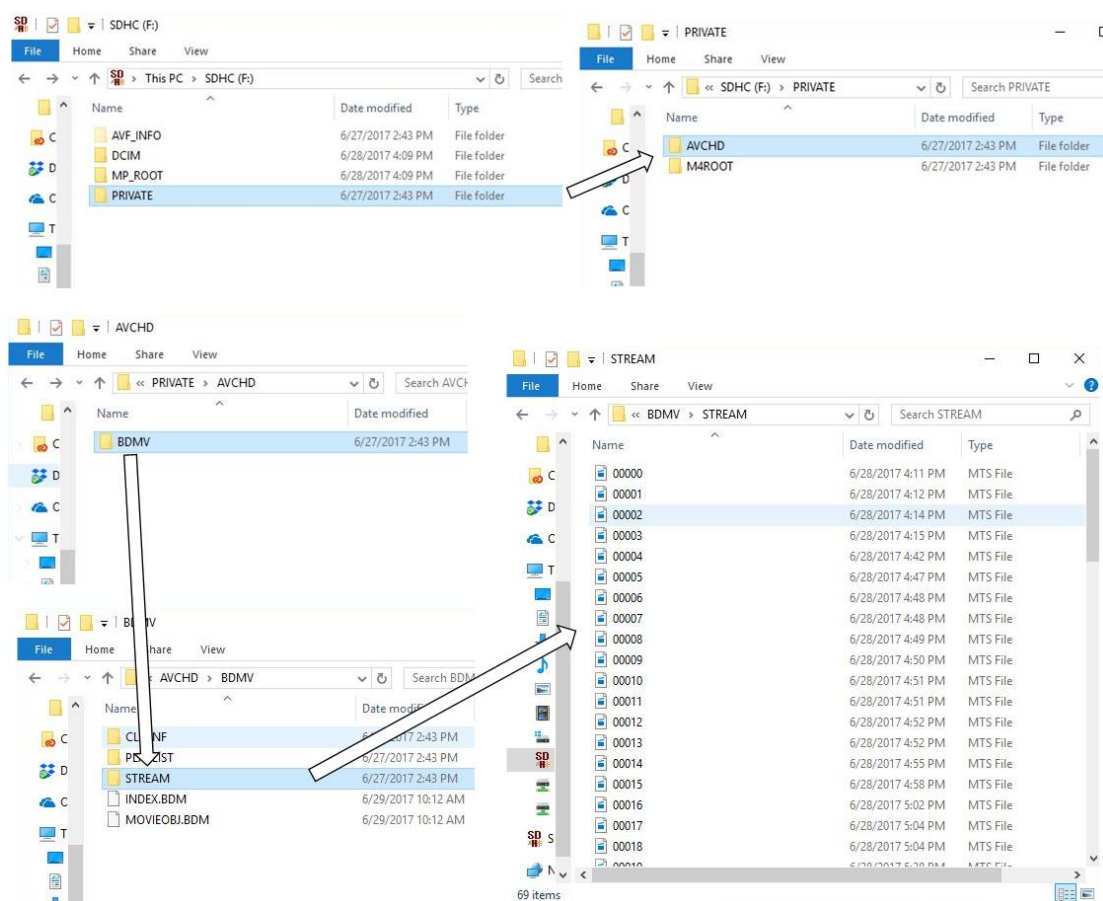 SDHC (F:)
File Home Share View
This PC > SDHC (F:) Search
Name Date modified Type
AVF_INFO 6/27/2017 2:43 PM File folder
DCIM 6/28/2017 4:09 PM File folder
MP_ROOT 6/28/2017 4:09 PM File folder
PRIVATE 6/27/2017 2:43 PM File folder
PRIVATE
File Home Share View
« SDHC (F:) > PRIVATE Search PRIVATE
Name Date modified Type
AVCHD 6/27/2017 2:43 PM File folder
M4ROOT 6/27/2017 2:43 PM File folder
AVCHD
File Home Share View
« PRIVATE > AVCHD Search AVCH
Name Date modified
BDMV 6/27/2017 2:43 PM
File Home Share View
AVCHD > BDMV Search BDM
Name Date
STREAM 6/27/2017 2:43 PM
6/27/2017 2:43 PM
INDEX.BDM 6/29/2017 10:12 AM
MOVIEOBJ.BDM 6/29/2017 10:12 AM
STREAM
File Home Share View
« BDMV > STREAM Search STREAM
Name Date modified Type
00000 6/28/2017 4:11 PM MTS File
00001 6/28/2017 4:12 PM MTS File
00002 6/28/2017 4:14 PM MTS File
00003 6/28/2017 4:15 PM MTS File
00004 6/28/2017 4:42 PM MTS File
00005 6/28/2017 4:47 PM MTS File
00006 6/28/2017 4:48 PM MTS File
00007 6/28/2017 4:48 PM MTS File
00008 6/28/2017 4:49 PM MTS File
00009 6/28/2017 4:50 PM MTS File
00010 6/28/2017 4:51 PM MTS File
00011 6/28/2017 4:51 PM MTS File
00012 6/28/2017 4:52 PM MTS File
00013 6/28/2017 4:52 PM MTS File
00014 6/28/2017 4:55 PM MTS File
00015 6/28/2017 4:58 PM MTS File
00016 6/28/2017 5:02 PM MTS File
00017 6/28/2017 5:04 PM MTS File
00018 6/28/2017 5:04 PM MTS File
69 items